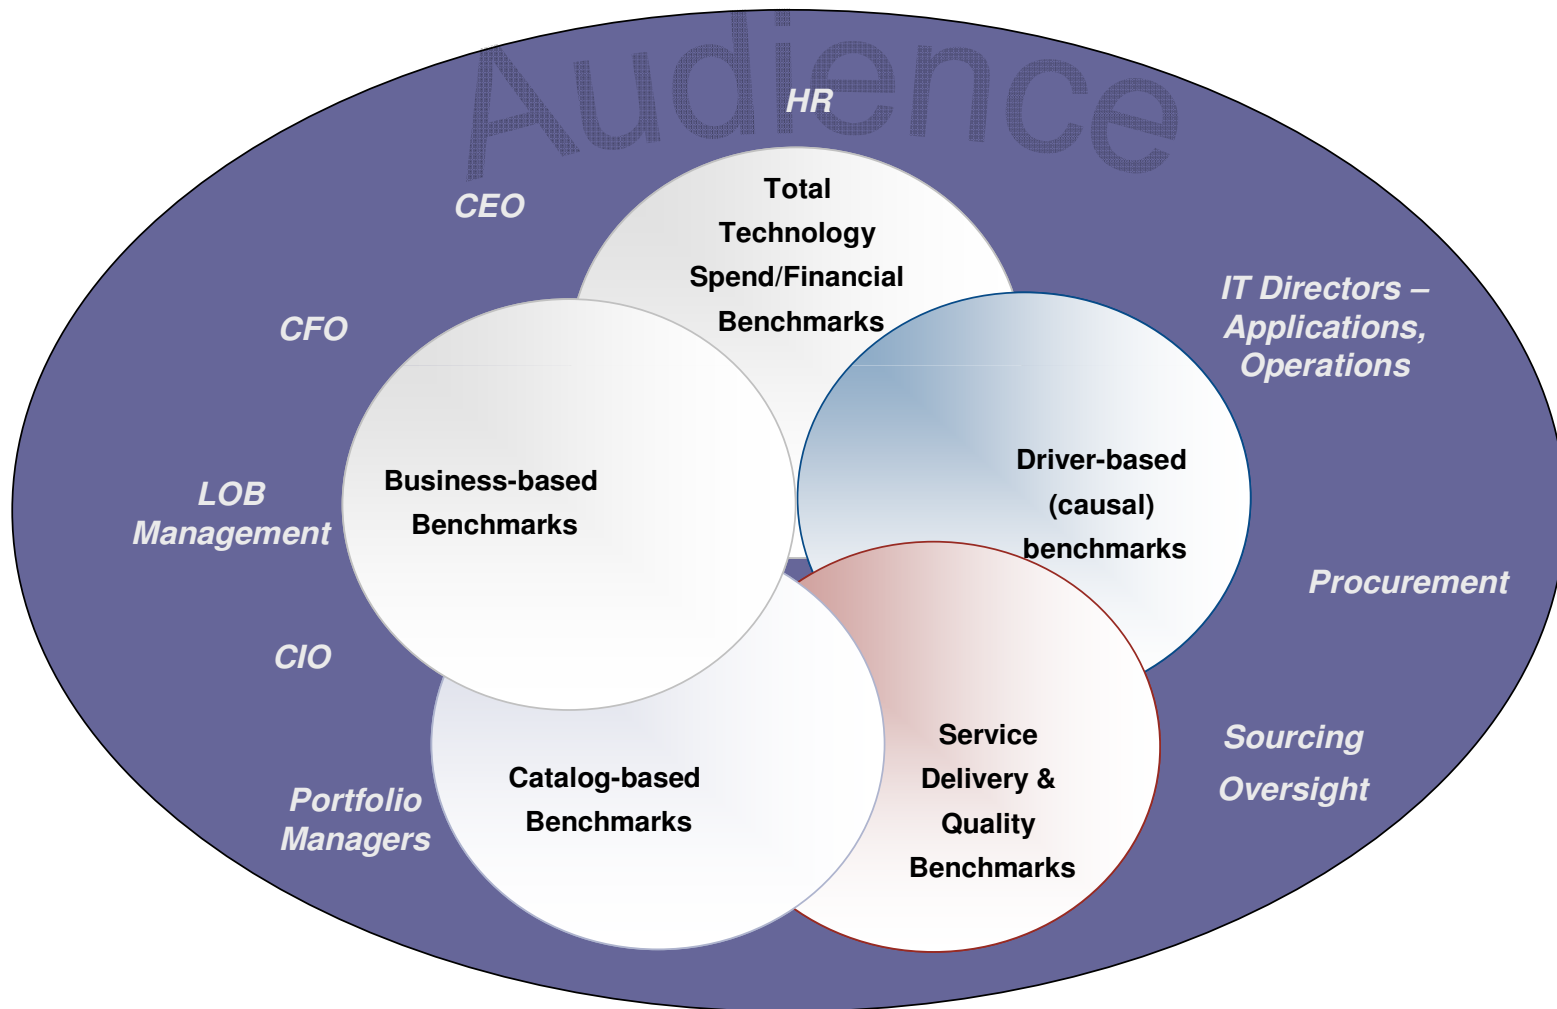 Audience
HR
CEO
Total
Technology
Spend/Financial
Benchmarks
IT Directors –
Applications,
Operations
CFO
Business-based
Benchmarks
Driver-based
(causal)
benchmarks
LOB
Management
Procurement
CIO
Catalog-based
Benchmarks
Service
Delivery &
Quality
Benchmarks
Sourcing
Oversight
Portfolio
Managers